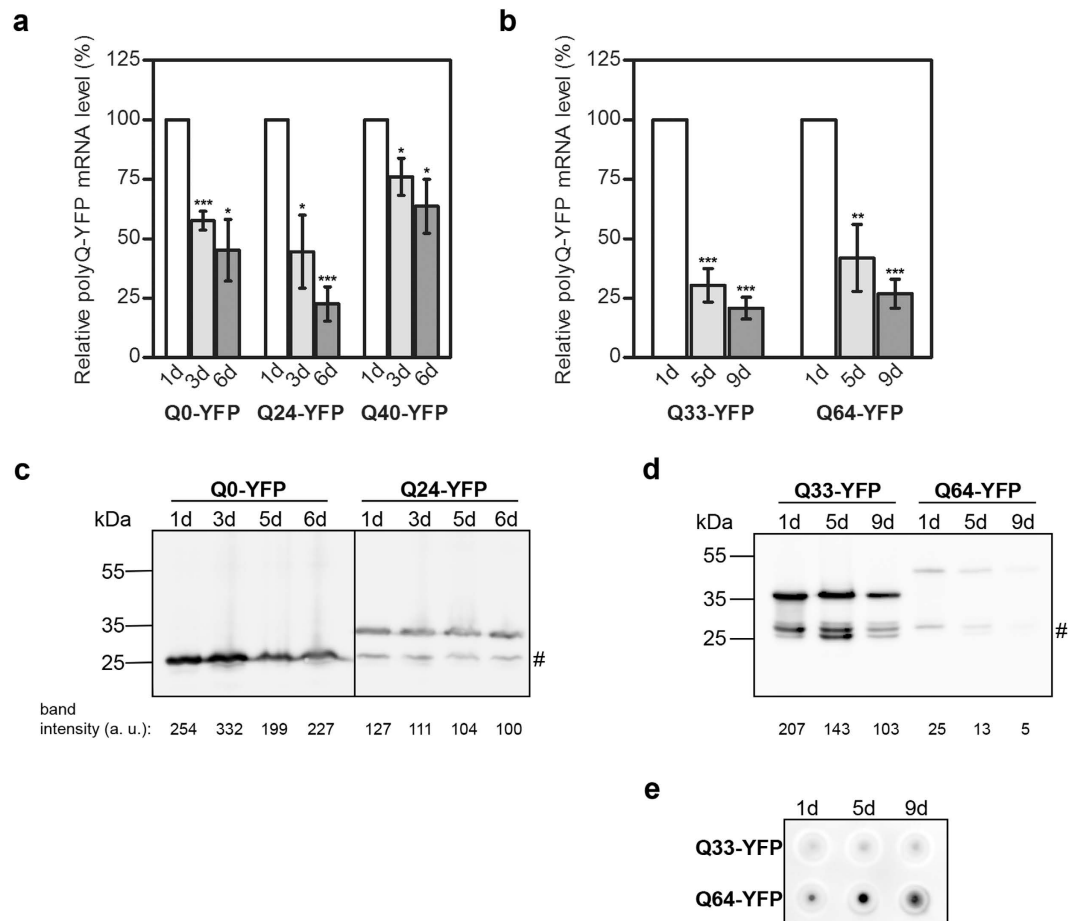 a
Relative polyQ-YFP mRNA level (%)
125
100
75
50
25
0
*** * * *** * *
1d 3d 6d 1d 3d 6d 1d 3d 6d
Q0-YFP Q24-YFP Q40-YFP
b
Relative polyQ-YFP mRNA level (%)
125
100
75
50
25
0
*** *** ** ***
1d 5d 9d 1d 5d 9d
Q33-YFP Q64-YFP
c
Q0-YFP Q24-YFP
kDa 1d 3d 5d 6d 1d 3d 5d 6d
55
35
25
#
band
intensity (a. u.): 254 332 199 227 127 111 104 100
d
Q33-YFP Q64-YFP
kDa 1d 5d 9d 1d 5d 9d
55
35
25
#
207 143 103 25 13 5
e
1d 5d 9d
Q33-YFP
Q64-YFP